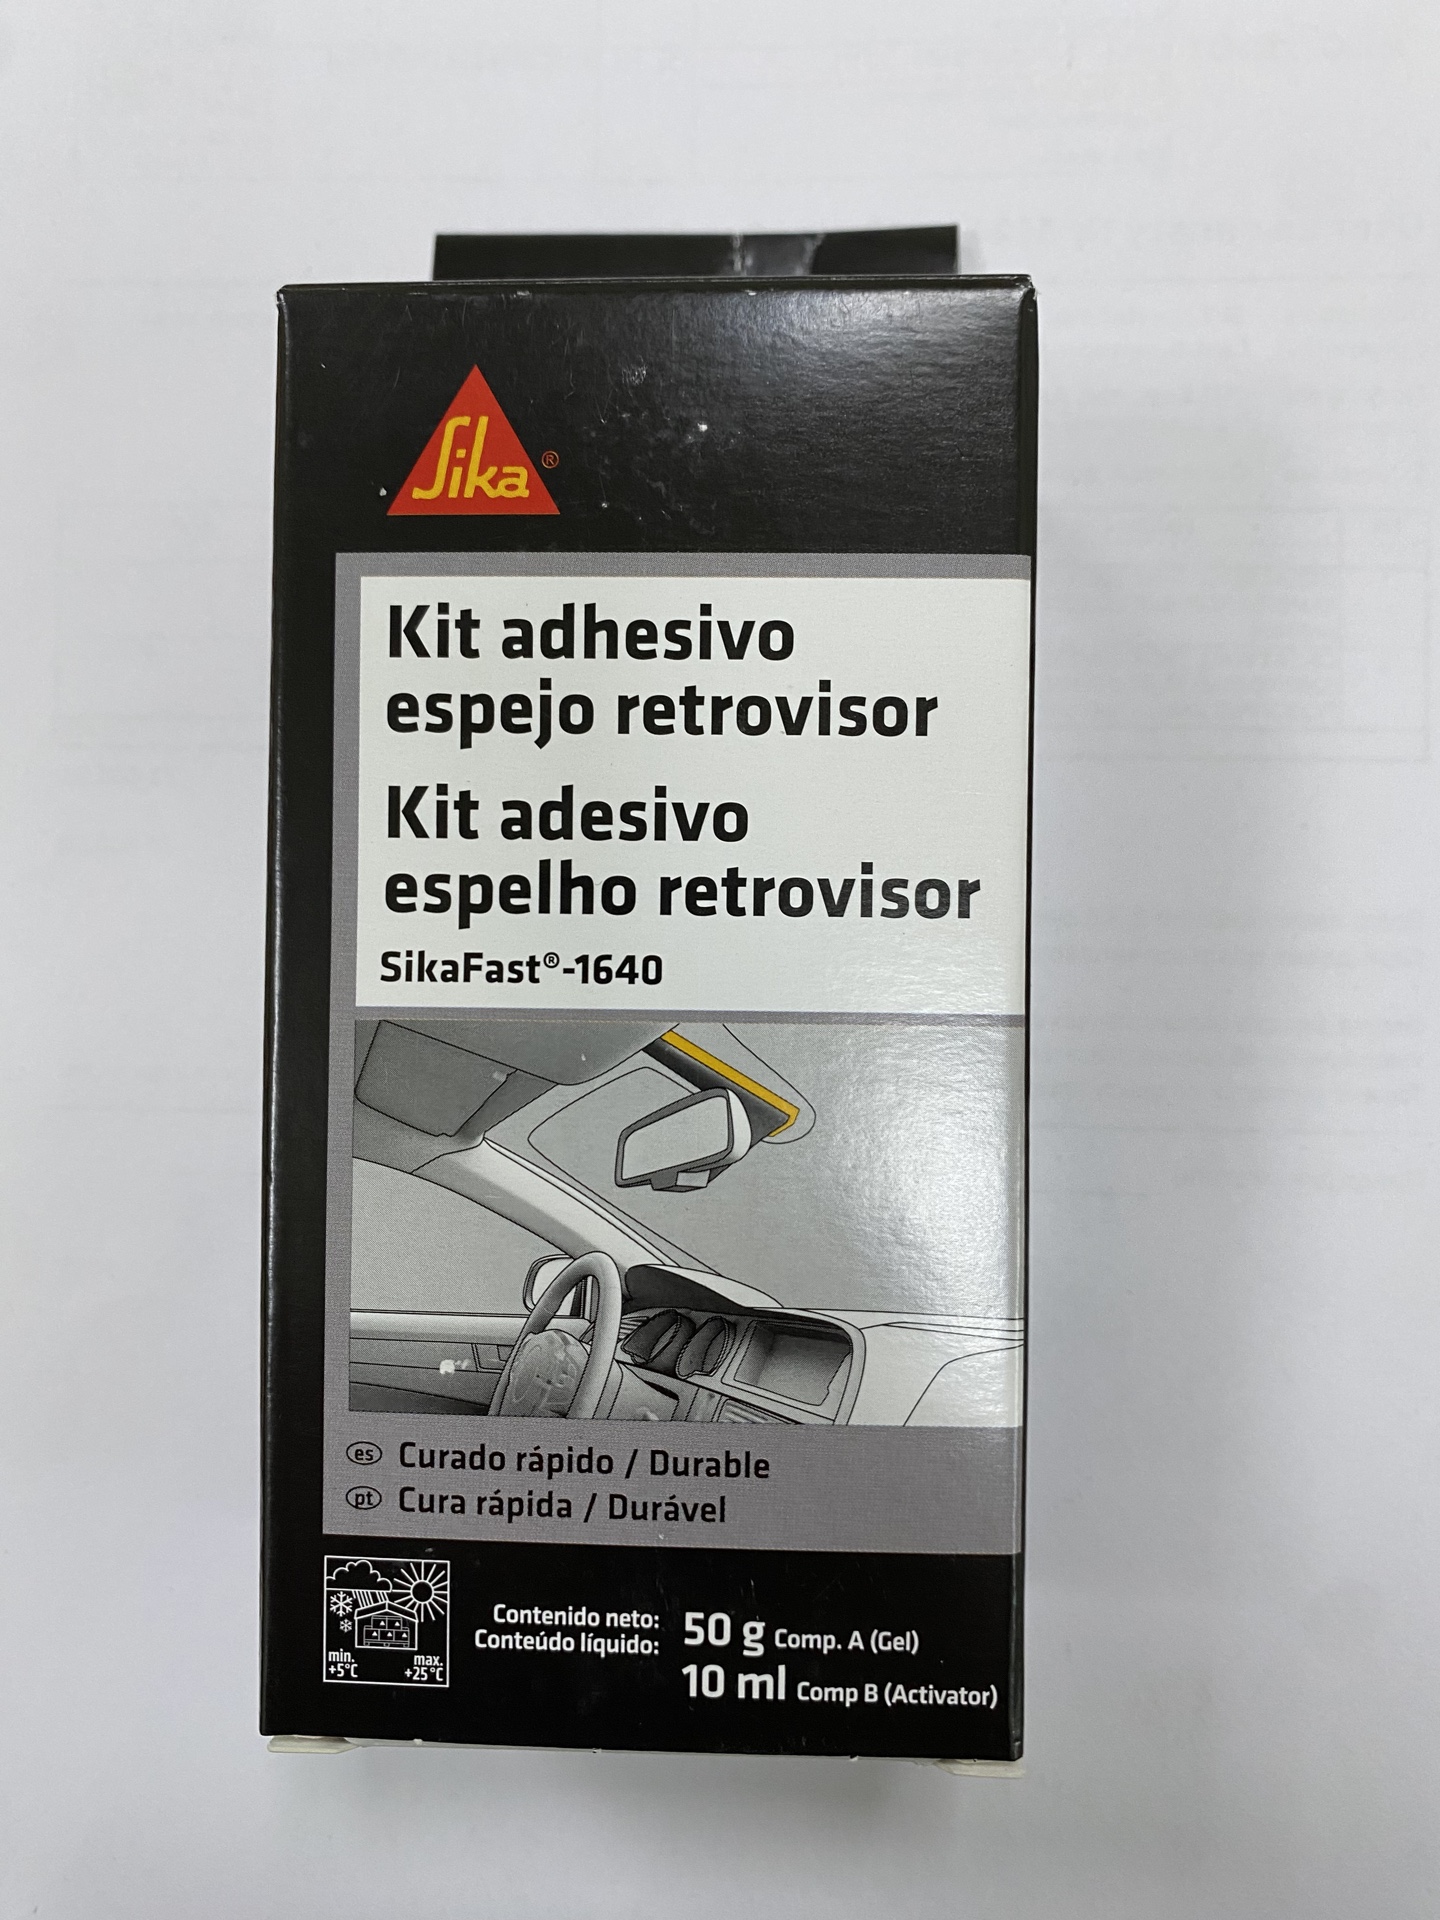 Sika®
Kit adhesivo
espejo retrovisor
Kit adesivo
espelho retrovisor
SikaFast®-1640
es Curado rápido / Durable
pt Cura rápida / Durável
min. max.
+5°C +25°C
Contenido neto: 50 g Comp. A (Gel)
Conteúdo líquido:
10 ml Comp B (Activator)